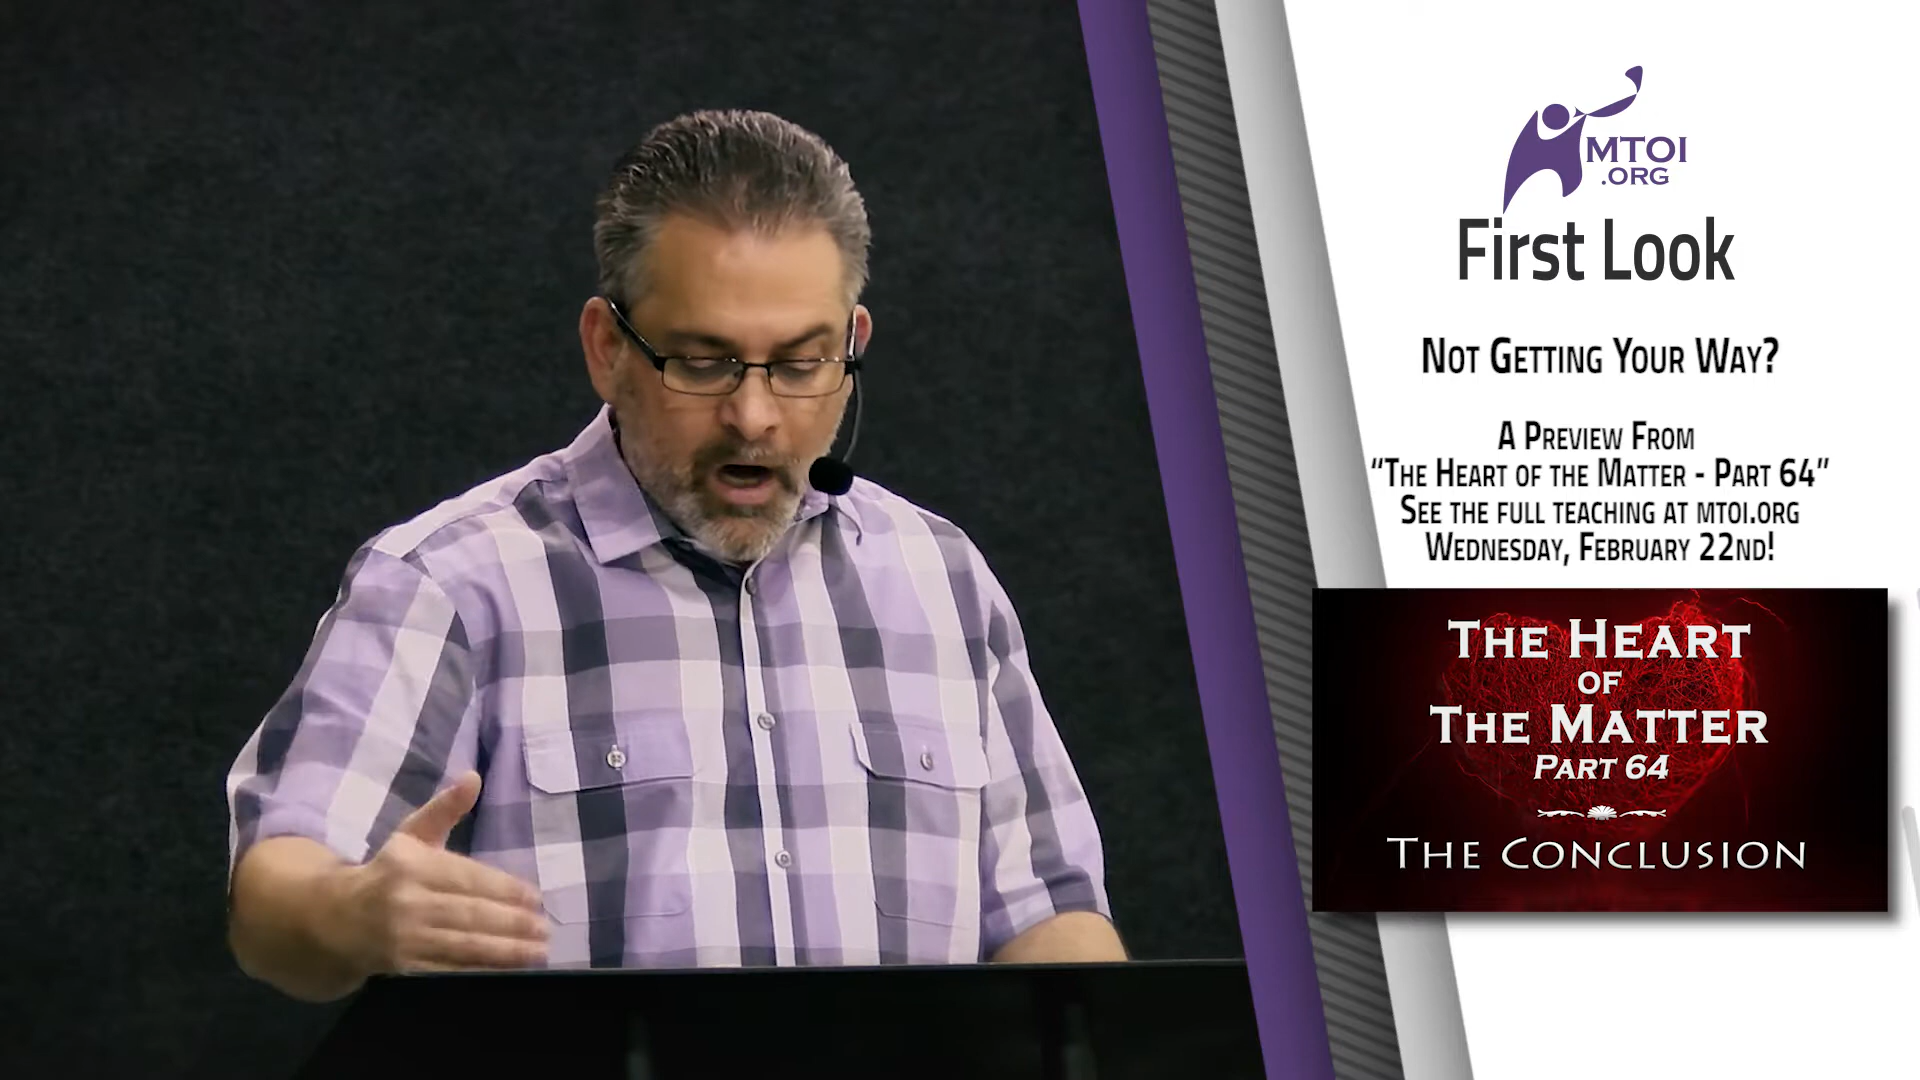 MTOI
.ORG
First Look
Not Getting Your Way?
A Preview From
“The Heart of the Matter - Part 64”
See the full teaching at mtoi.org
Wednesday, February 22nd!
The Heart
of
The Matter
Part 64
The Conclusion